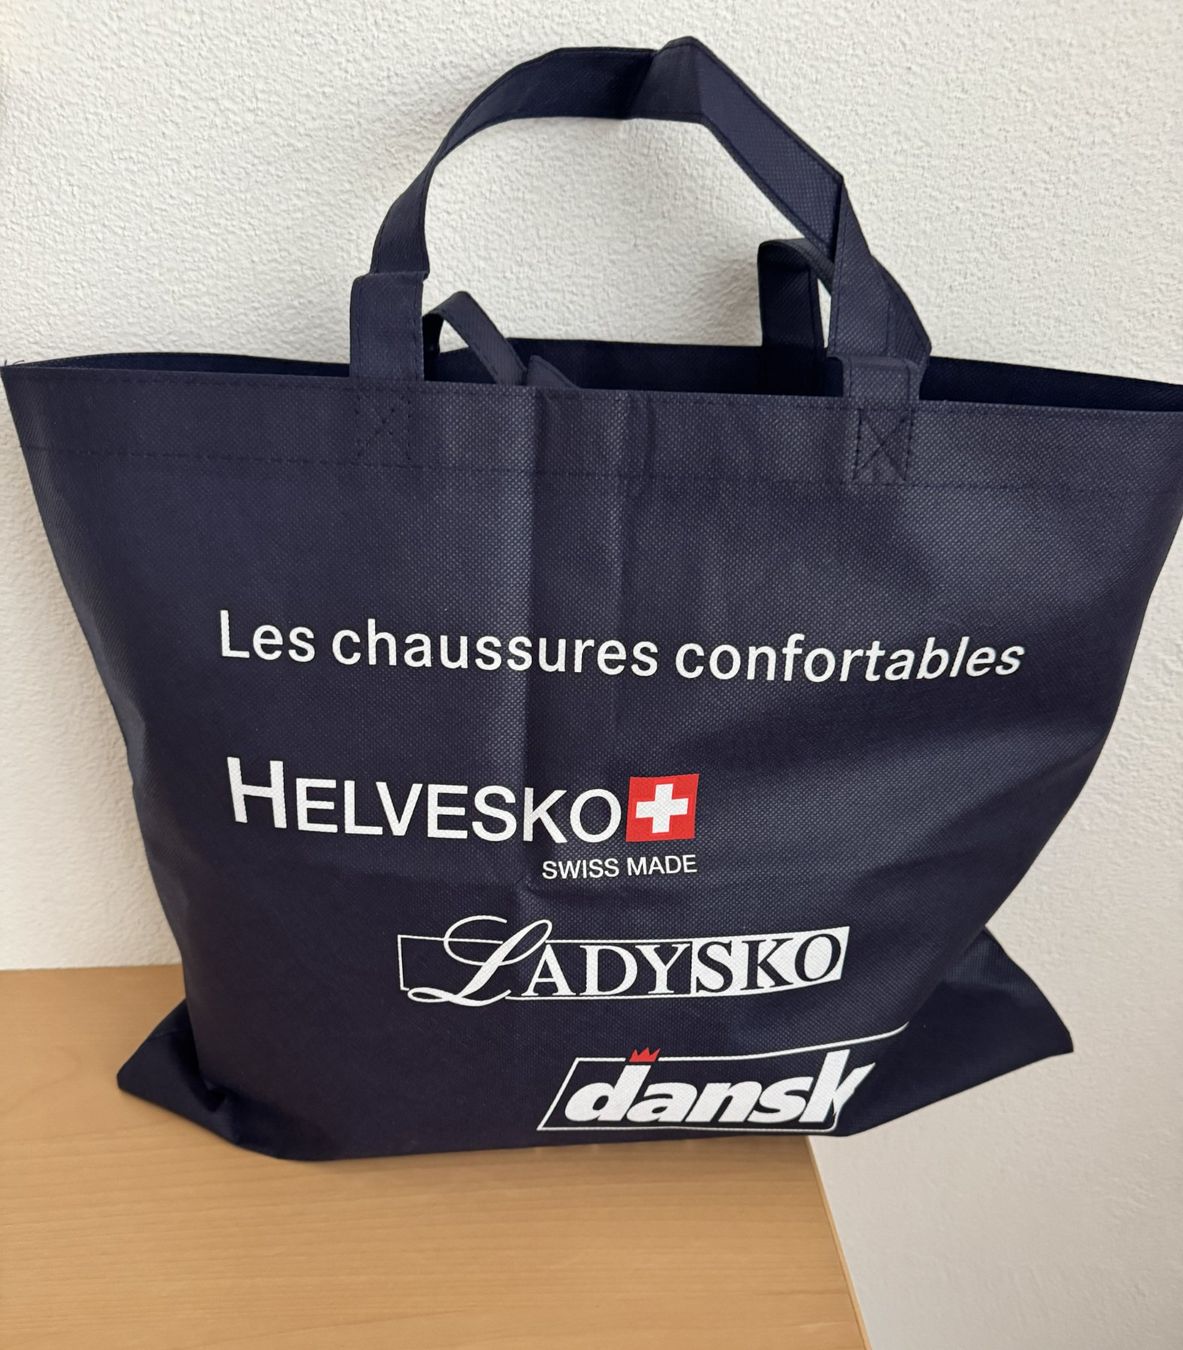 Les chaussures confortables
HELVESKO
SWISS MADE
LADYSKO
dansk